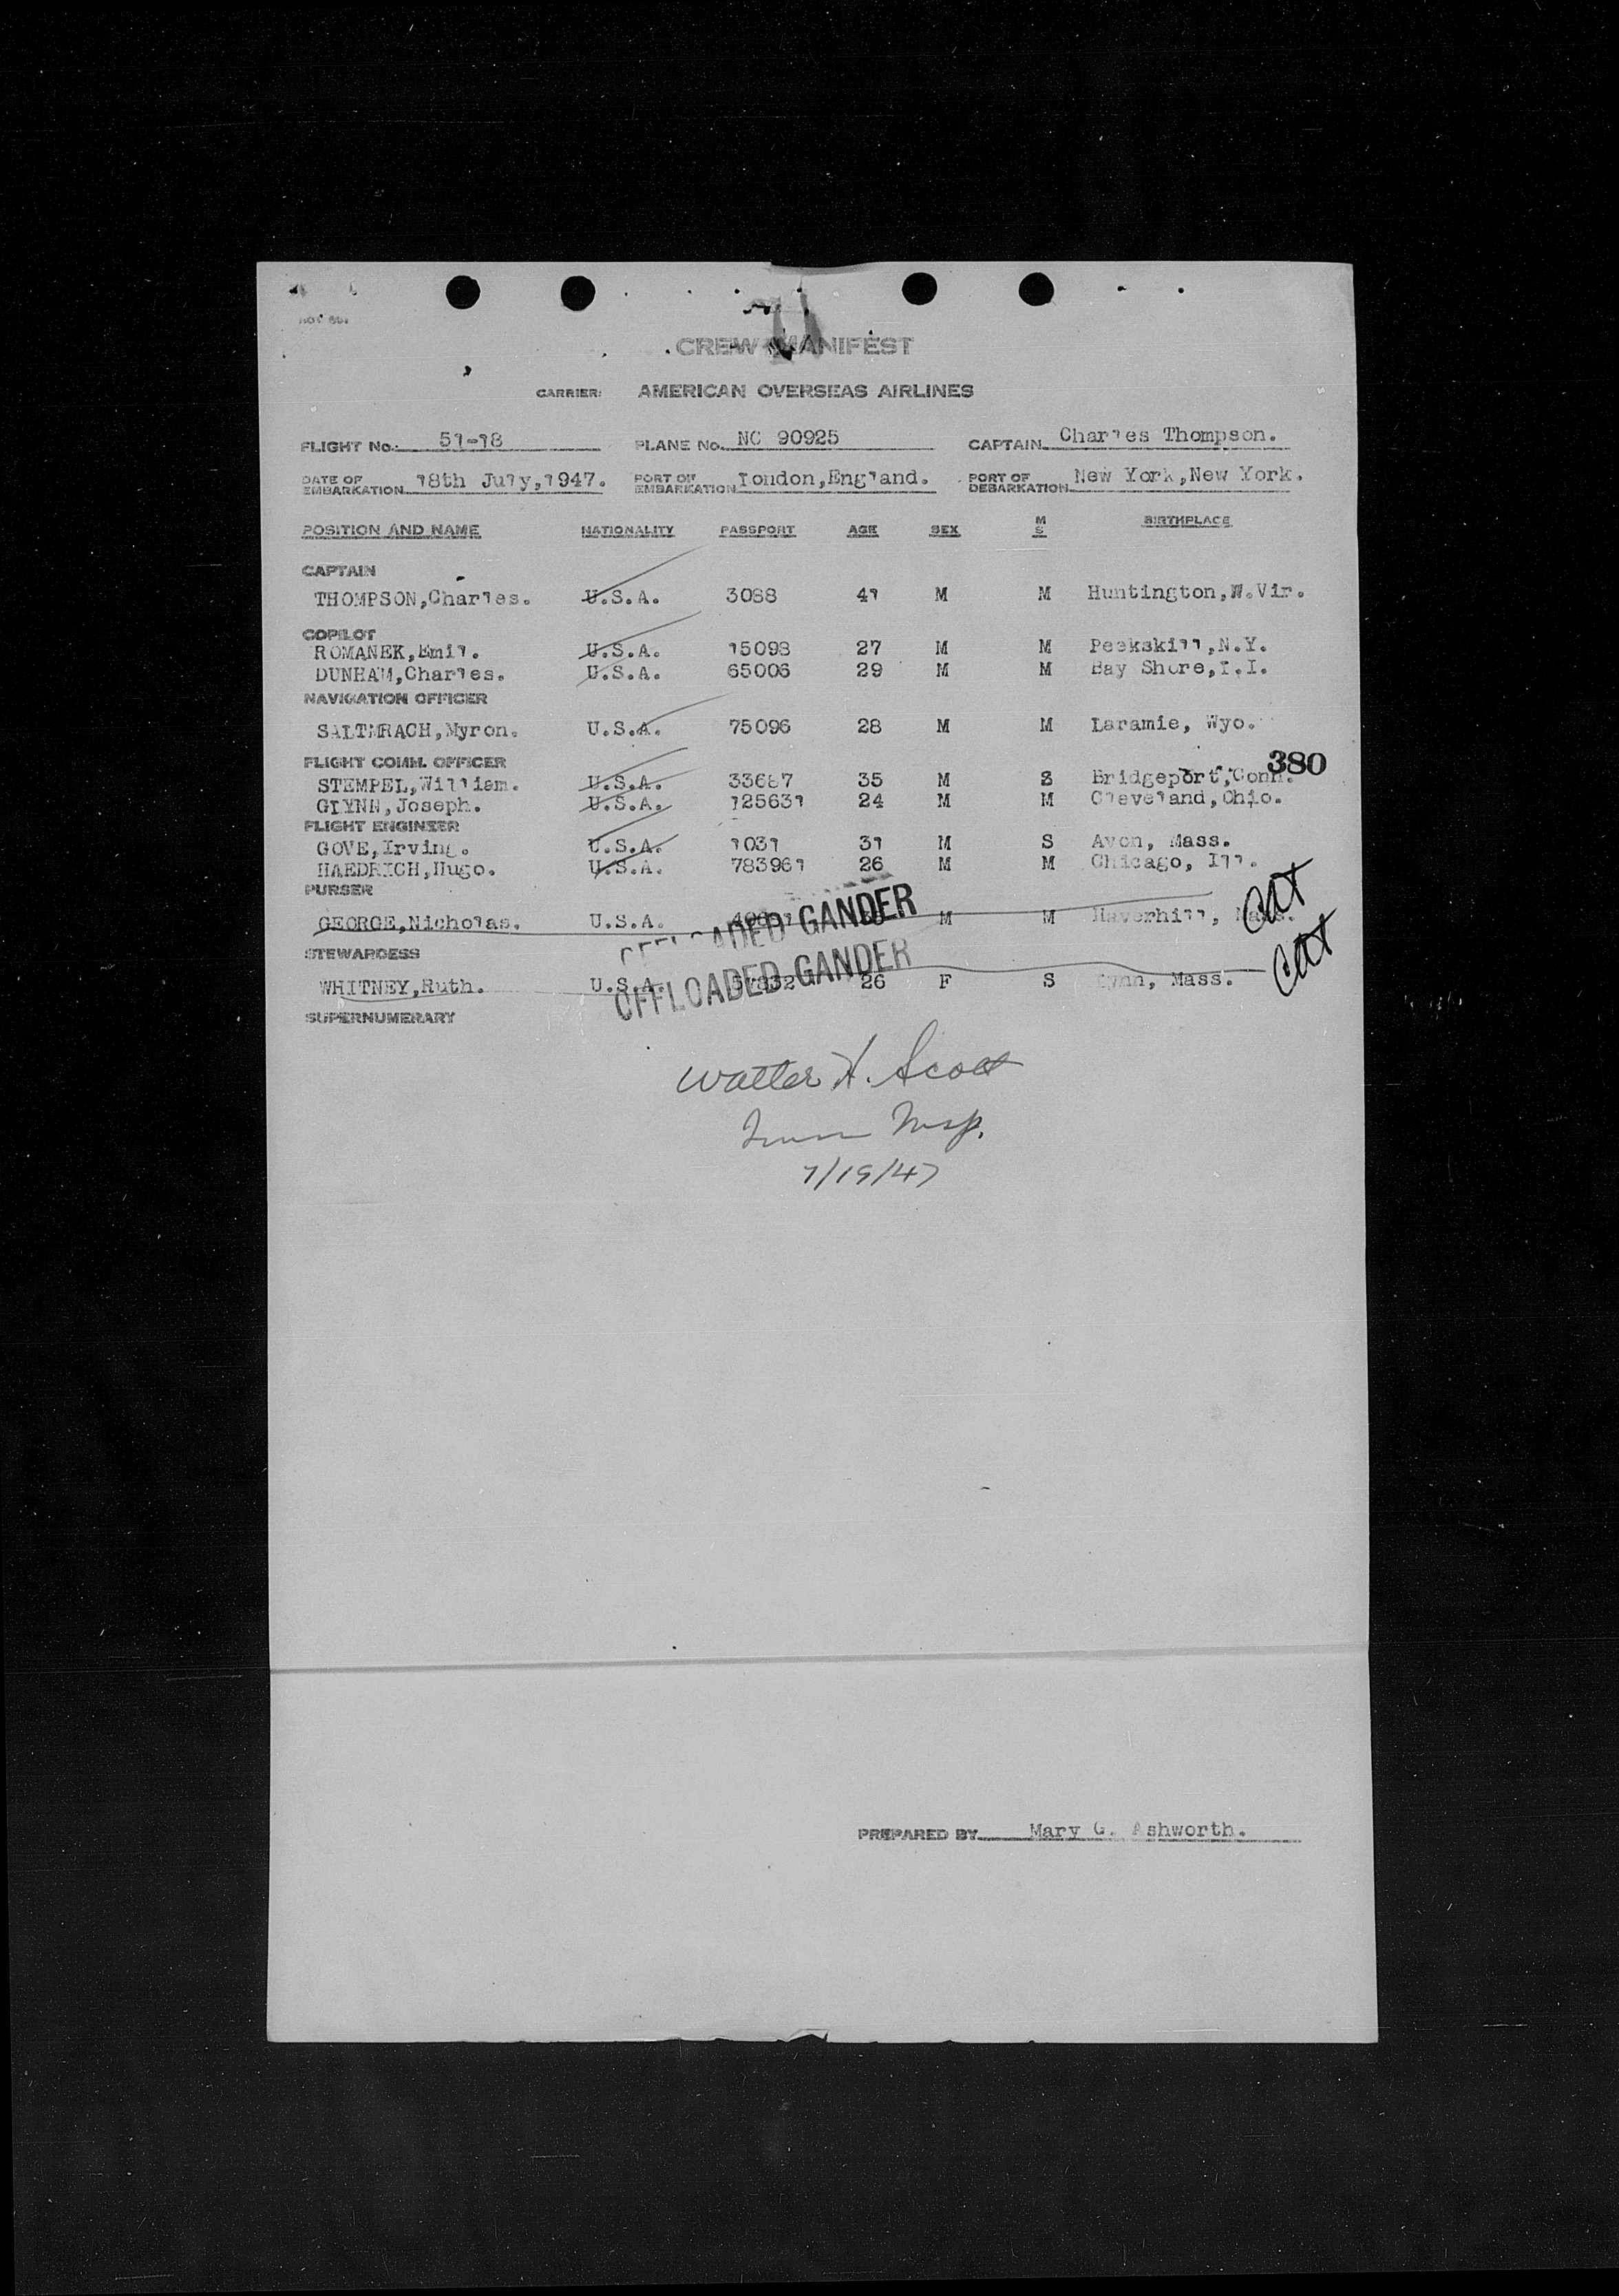 CREW MANIFEST
CARRIER: AMERICAN OVERSEAS AIRLINES
FLIGHT No. 51-18 PLANE No. NC 90925 CAPTAIN Charles Thompson.
DATE OF EMBARKATION 18th July,1947. PORT OF EMBARKATION London,England. PORT OF DEBARKATION New York,New York.
POSITION AND NAME NATIONALITY PASSPORT AGE SEX M S BIRTHPLACE
CAPTAIN
THOMPSON,Charles. U.S.A. 3088 41 M M Huntington,W.Vir.
COPILOT
ROMANEK,Emil. U.S.A. 15098 27 M M Peekskill,N.Y.
DUNHAM,Charles. U.S.A. 65006 29 M M Bay Shore,L.I.
NAVIGATION OFFICER
SALTMRACH,Myron. U.S.A. 75096 28 M M Laramie, Wyo.
380
FLIGHT COMM. OFFICER
STEMPEL,William. U.S.A. 33687 35 M S Bridgeport,Conn.
GLYNN,Joseph. U.S.A. 125631 24 M M Cleveland,Ohio.
FLIGHT ENGINEER
GOVE,Irving. U.S.A. 1031 31 M S Avon, Mass.
HAEDRICH,Hugo. U.S.A. 783961 26 M M Chicago, Ill.
PURSER
GEORGE,Nicholas. U.S.A. M M Haverhill, Mass.
OFFLOADED GANDER
STEWARDESS
WHITNEY,Ruth. U.S.A. 26 F S Lynn, Mass.
OFFLOADED GANDER
SUPERNUMERARY
Walter H. Scott
Imm Insp.
7/19/47
PREPARED BY Mary G. Ashworth.